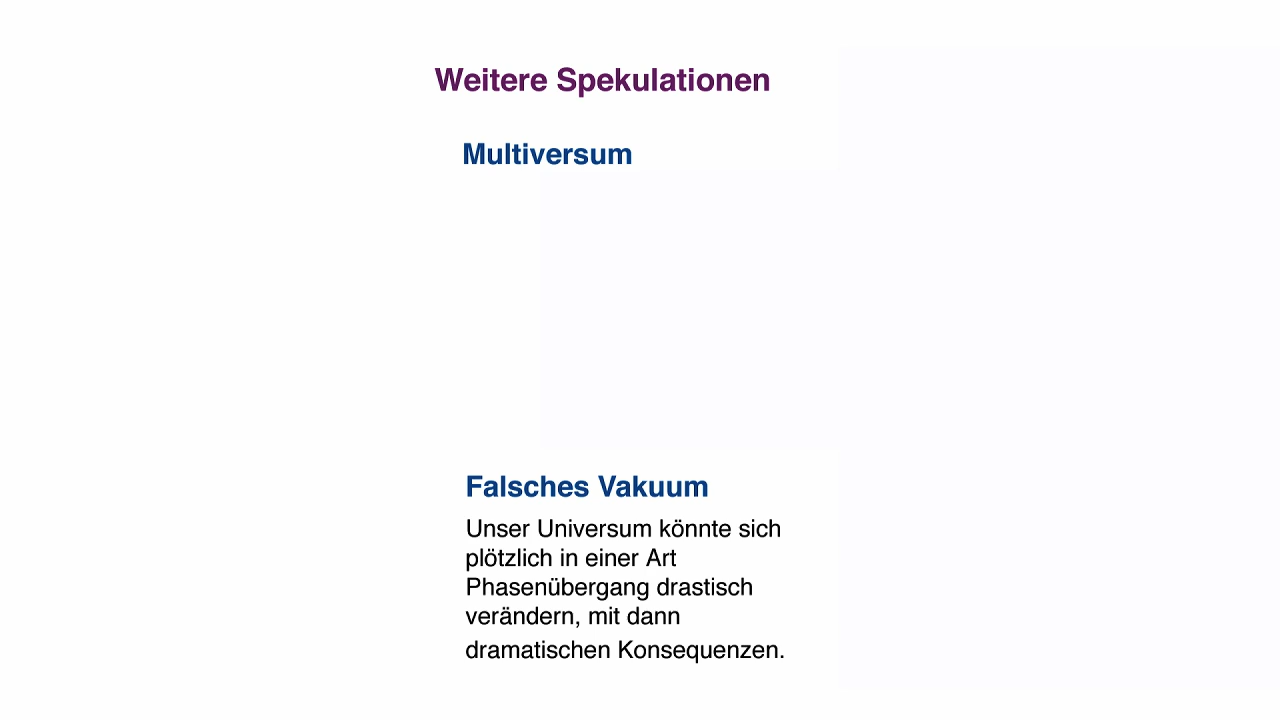 Weitere Spekulationen
Multiversum
Falsches Vakuum
Unser Universum könnte sich
plötzlich in einer Art
Phasenübergang drastisch
verändern, mit dann
dramatischen Konsequenzen.